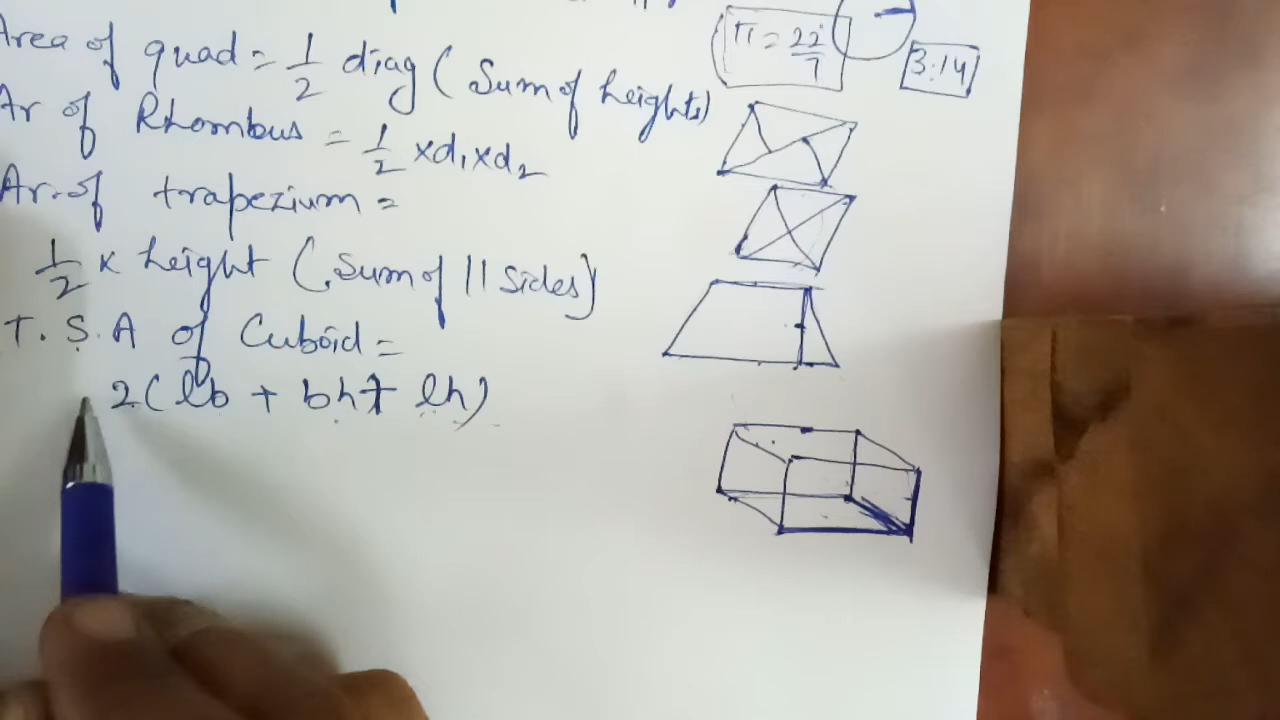 Area of quad = 1/2 diag (Sum of heights)
π = 22/7
3.14
Ar of Rhombus = 1/2 × d1 × d2
Ar. of trapezium =
1/2 × height (Sum of || sides)
T. S. A of Cuboid =
2(lb + bh + lh)